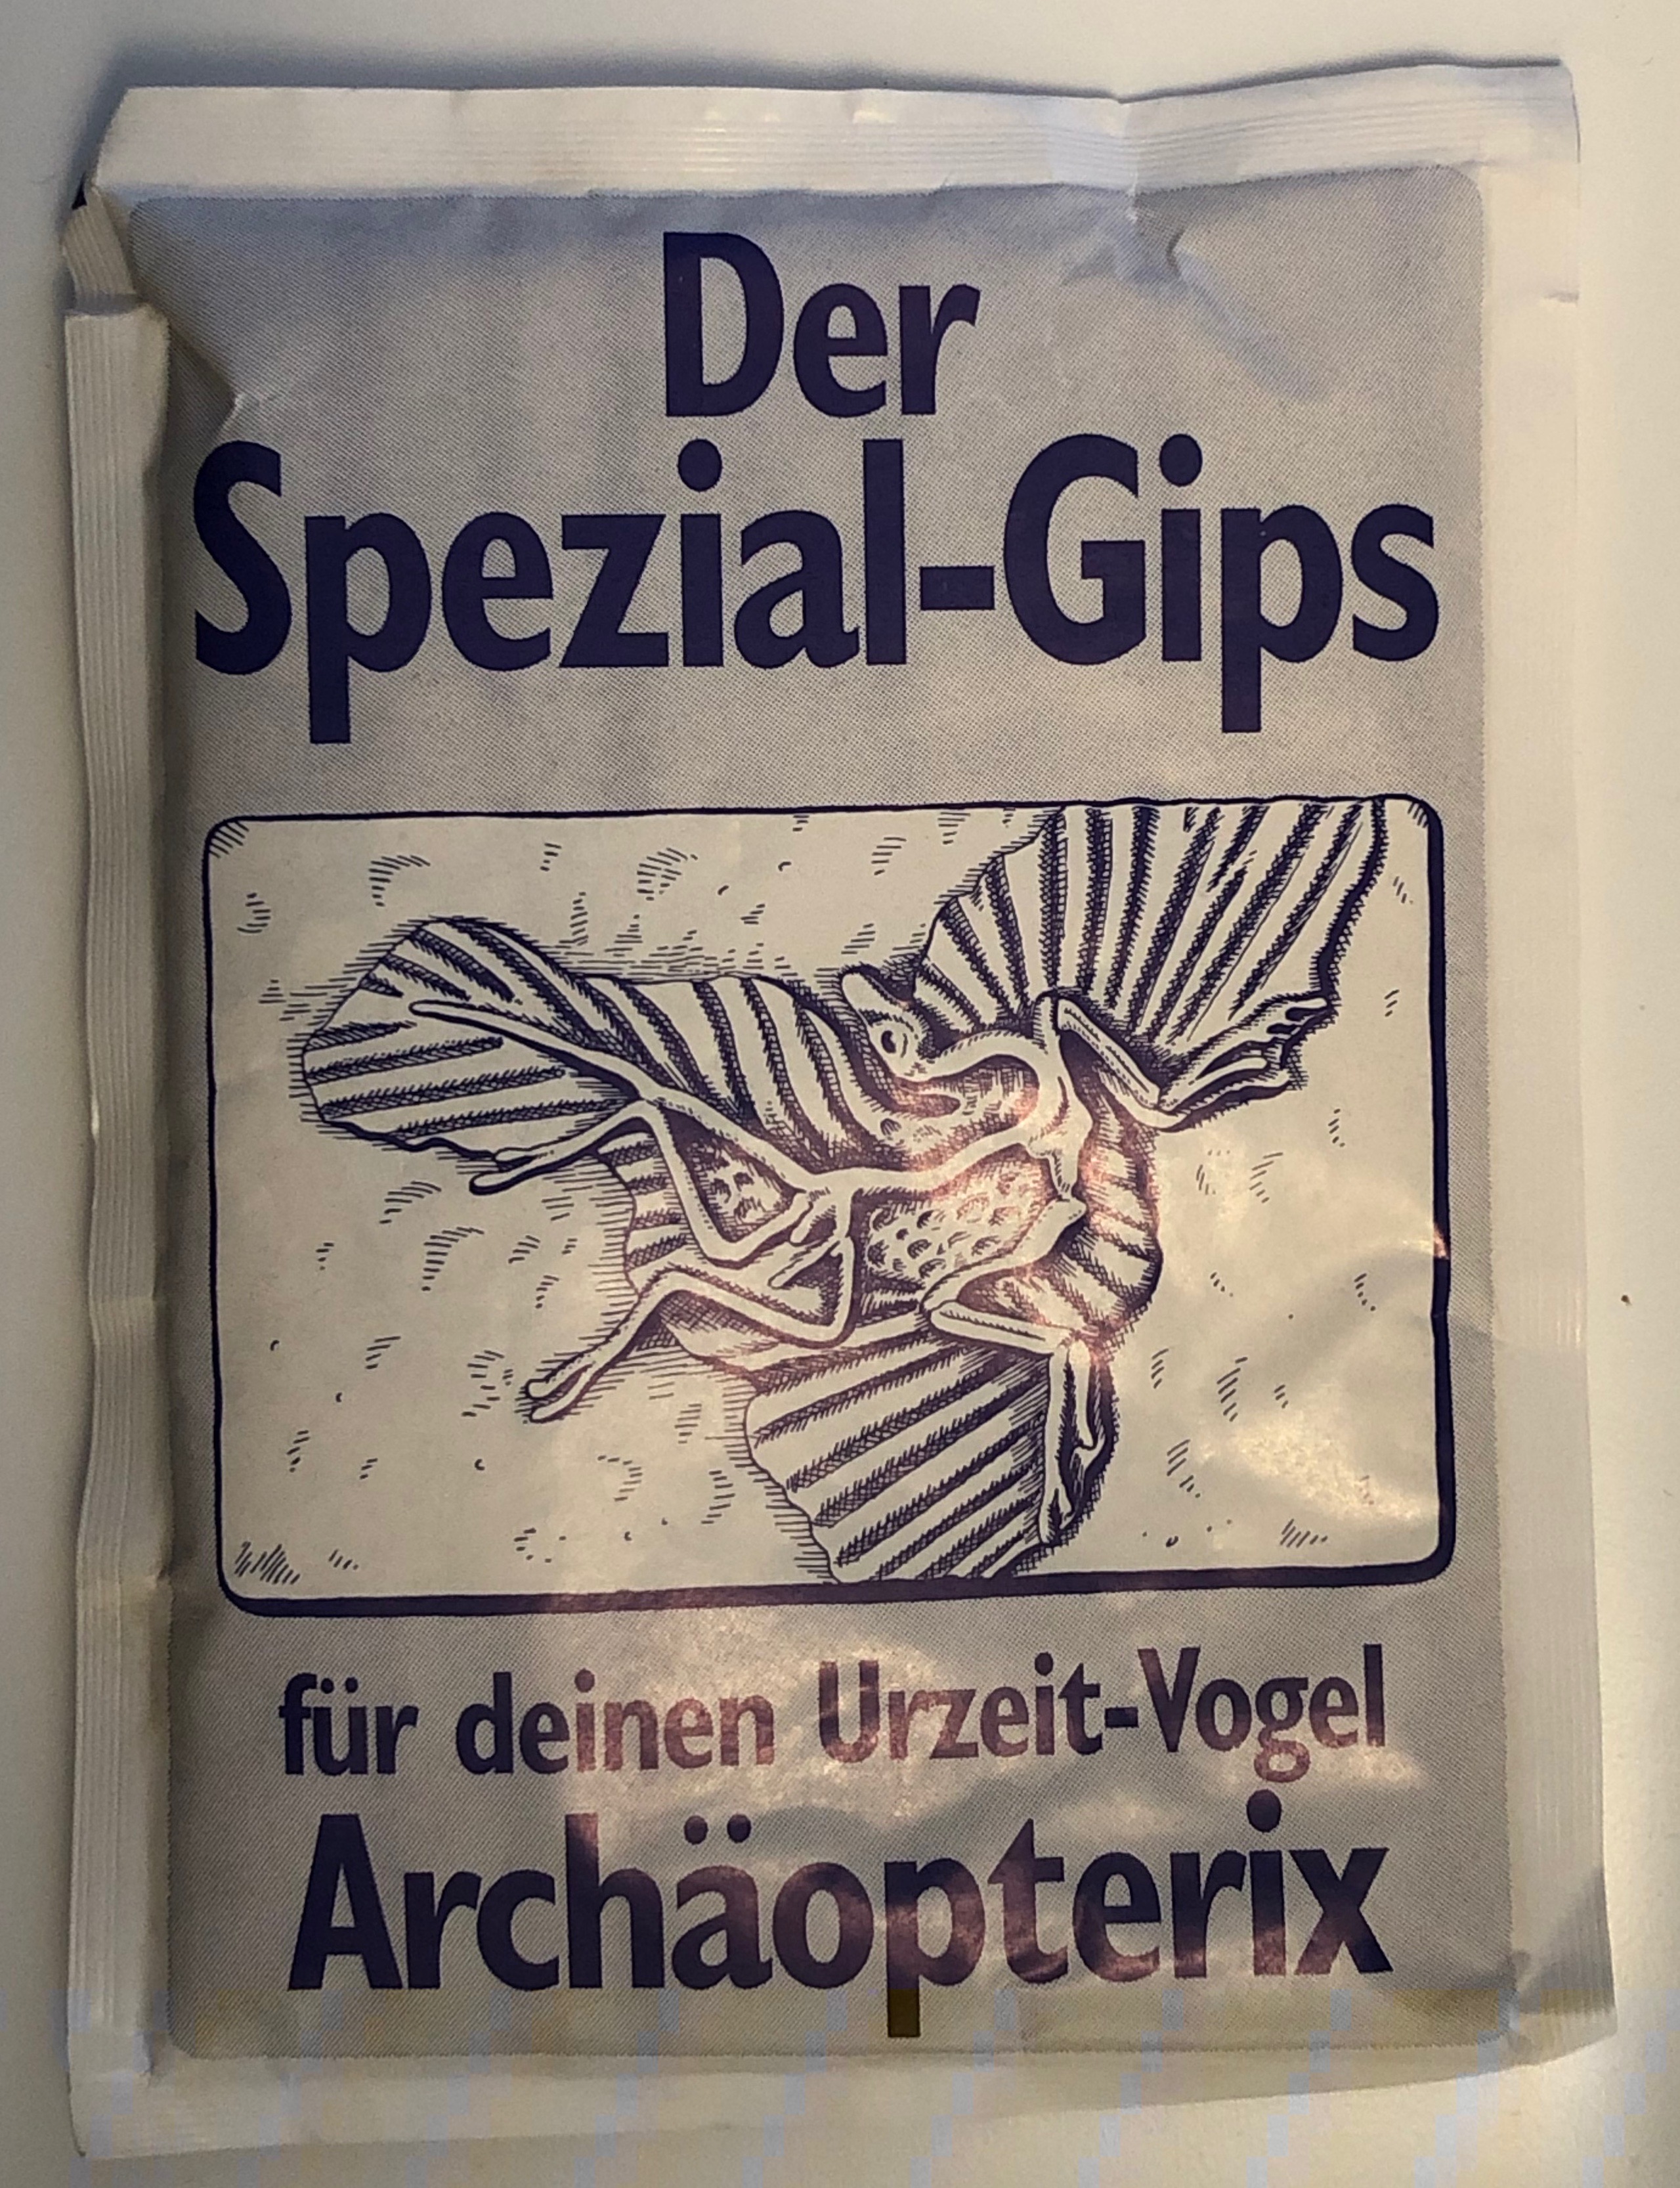 Der
Spezial-Gips
für deinen Urzeit-Vogel
Archäopterix